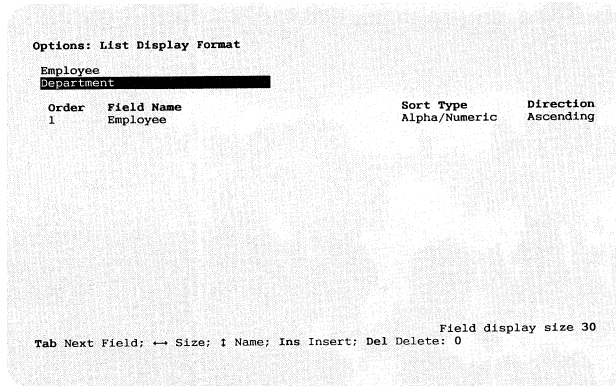 Options: List Display Format
Employee
Department
Order Field Name Sort Type Direction
1 Employee Alpha/Numeric Ascending
Field display size 30
Tab Next Field; ↔ Size; ↕ Name; Ins Insert; Del Delete: 0